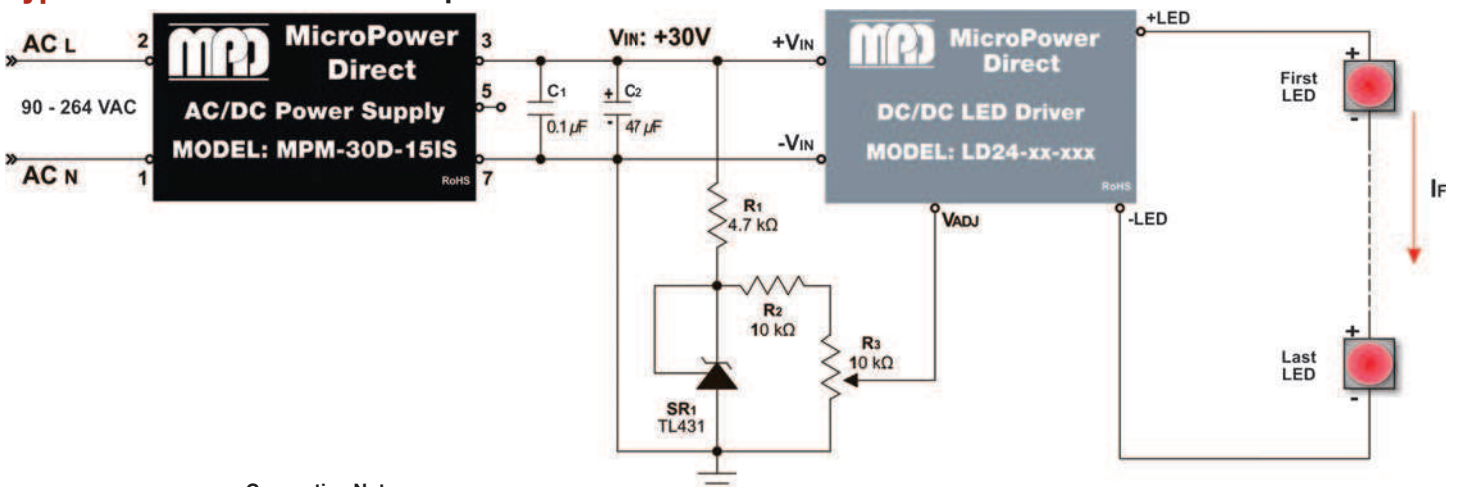 AC L
2
MPD
MicroPower
Direct
AC/DC Power Supply
MODEL: MPM-30D-15IS
RoHS
3
5
7
90 - 264 VAC
AC N
1
VIN: +30V
C1
0.1 µF
+ C2
-
47 µF
R1
4.7 kΩ
R2
10 kΩ
R3
10 kΩ
SR1
TL431
+VIN
-VIN
MPD
MicroPower
Direct
DC/DC LED Driver
MODEL: LD24-xx-xxx
RoHS
VADJ
+LED
-LED
+
First
LED
-
IF
+
Last
LED
-